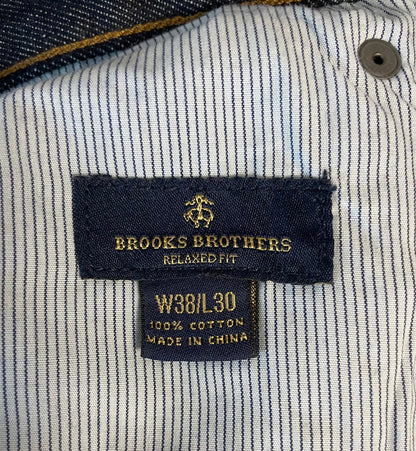 BROOKS BROTHERS
RELAXED FIT
W38/L30
100% COTTON
MADE IN CHINA